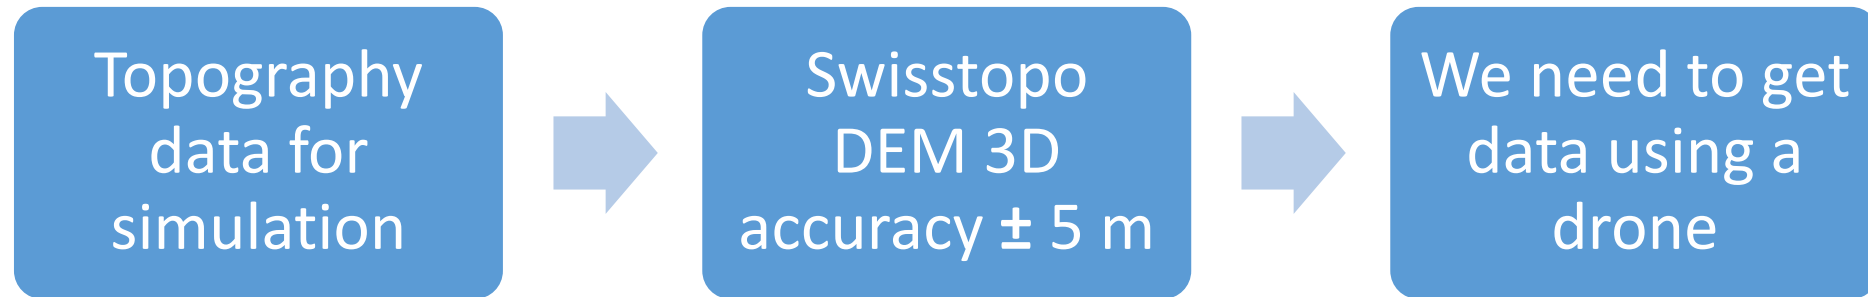 Topography
data for
simulation
Swisstopo
DEM 3D
accuracy ± 5 m
We need to get
data using a
drone